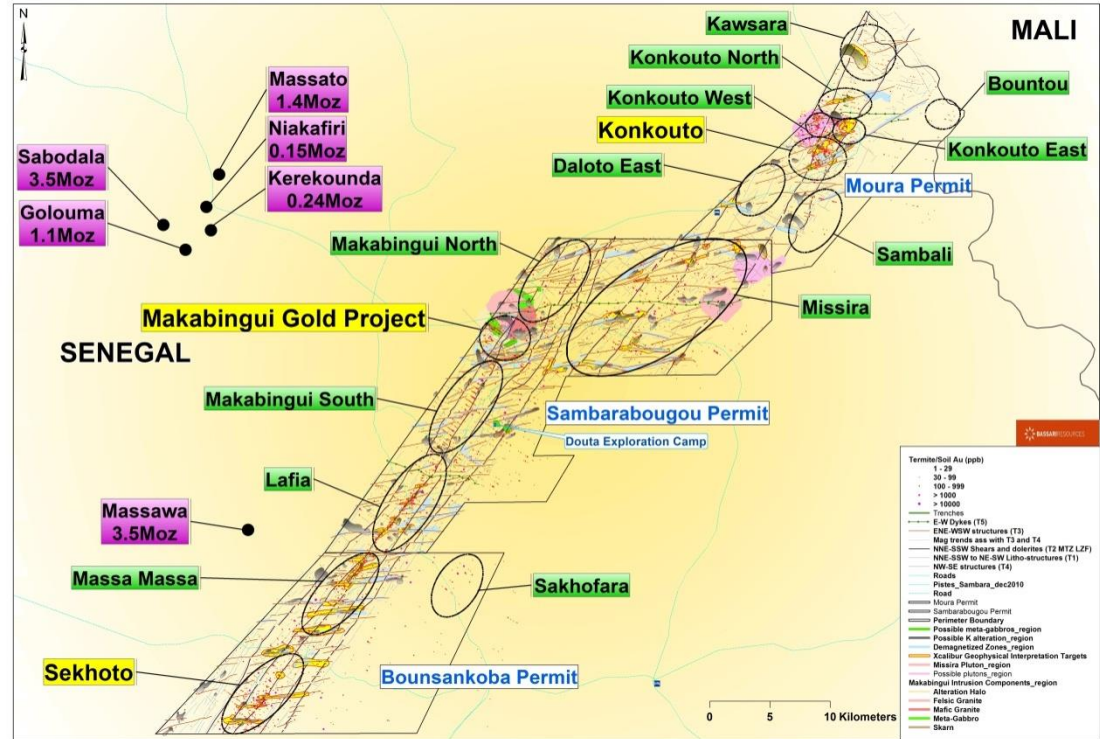 N
MALI
Kawsara
Konkouto North
Bountou
Massato
1.4Moz
Konkouto West
Niakafiri
0.15Moz
Konkouto
Konkouto East
Sabodala
3.5Moz
Kerekounda
0.24Moz
Daloto East
Moura Permit
Golouma
1.1Moz
Makabingui North
Sambali
Missira
Makabingui Gold Project
SENEGAL
Makabingui South
Sambarabougou Permit
Douta Exploration Camp
BASSARI RESOURCES
Lafia
Massawa
3.5Moz
Massa Massa
Sakhofara
Sekhoto
Bounsankoba Permit
0 5 10 Kilometers
Termite/Soil Au (ppb)
1 - 29
30 - 99
100 - 999
> 1000
> 10000
Trenches
E-W Dykes (T5)
ENE-WSW structures (T3)
Mag trends ass with T3 and T4
NNE-SSW Shears and dolerites (T2 MTZ LZF)
NNE-SSW to NE-SW Litho-structures (T1)
NW-SE structures (T4)
Roads
Pistes_Sambara_dec2010
Road
Moura Permit
Sambarabougou Permit
Perimeter Boundary
Possible meta-gabbros_region
Possible K alteration_region
Demagnetized Zones_region
Xcalibur Geophysical Interpretation Targets
Missira Pluton_region
Possible plutons_region
Makabingui Intrusion Components_region
Alteration Halo
Felsic Granite
Mafic Granite
Meta-Gabbro
Skarn